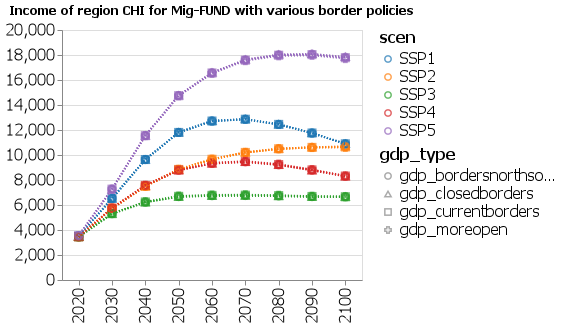 Income of region CHI for Mig-FUND with various border policies
20,000
18,000
16,000
14,000
12,000
10,000
8,000
6,000
4,000
2,000
0
2020
2030
2040
2050
2060
2070
2080
2090
2100
scen
SSP1
SSP2
SSP3
SSP4
SSP5
gdp_type
gdp_bordersnorthso...
gdp_closedborders
gdp_currentborders
gdp_moreopen